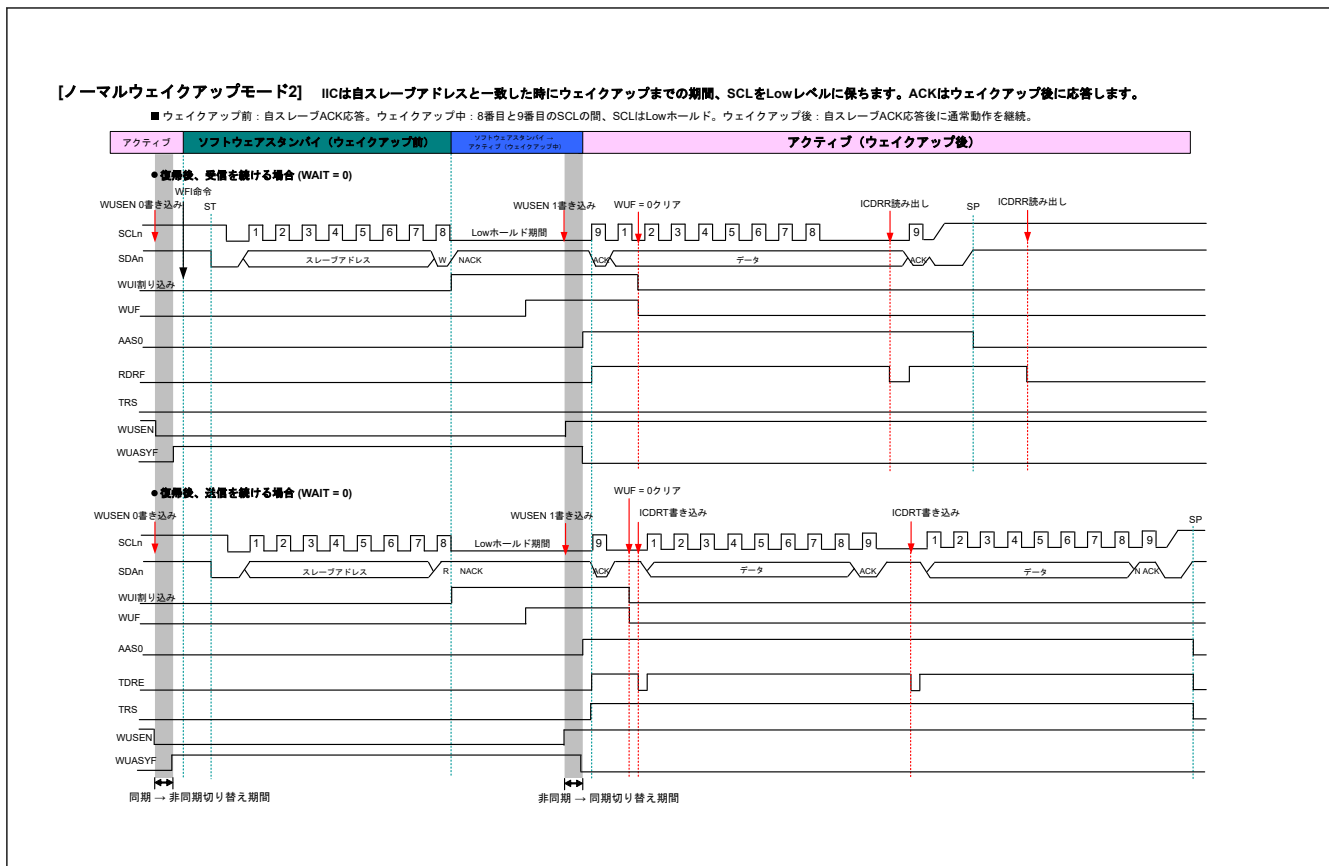 [ノーマルウェイクアップモード2] IICは自スレーブアドレスと一致した時にウェイクアップまでの期間、SCLをLowレベルに保ちます。ACKはウェイクアップ後に応答します。
■ ウェイクアップ前：自スレーブACK応答。ウェイクアップ中：8番目と9番目のSCLの間、SCLはLowホールド。ウェイクアップ後：自スレーブACK応答後に通常動作を継続。
アクティブ ソフトウェアスタンバイ（ウェイクアップ前） ソフトウェアスタンバイ → アクティブ（ウェイクアップ中） アクティブ（ウェイクアップ後）
● 復帰後、受信を続ける場合 (WAIT = 0)
WFI命令
WUSEN 0書き込み ST WUSEN 1書き込み WUF = 0クリア ICDRR読み出し SP ICDRR読み出し
SCLn 1 2 3 4 5 6 7 8 Lowホールド期間 9 1 2 3 4 5 6 7 8 9
SDAn スレーブアドレス W NACK ACK データ ACK
WUI割り込み
WUF
AAS0
RDRF
TRS
WUSEN
WUASYF
● 復帰後、送信を続ける場合 (WAIT = 0)
WUF = 0クリア
WUSEN 0書き込み WUSEN 1書き込み ICDRT書き込み ICDRT書き込み SP
SCLn 1 2 3 4 5 6 7 8 Lowホールド期間 9 1 2 3 4 5 6 7 8 9 1 2 3 4 5 6 7 8 9
SDAn スレーブアドレス R NACK ACK データ ACK データ N ACK
WUI割り込み
WUF
AAS0
TDRE
TRS
WUSEN
WUASYF
同期 → 非同期切り替え期間 非同期 → 同期切り替え期間